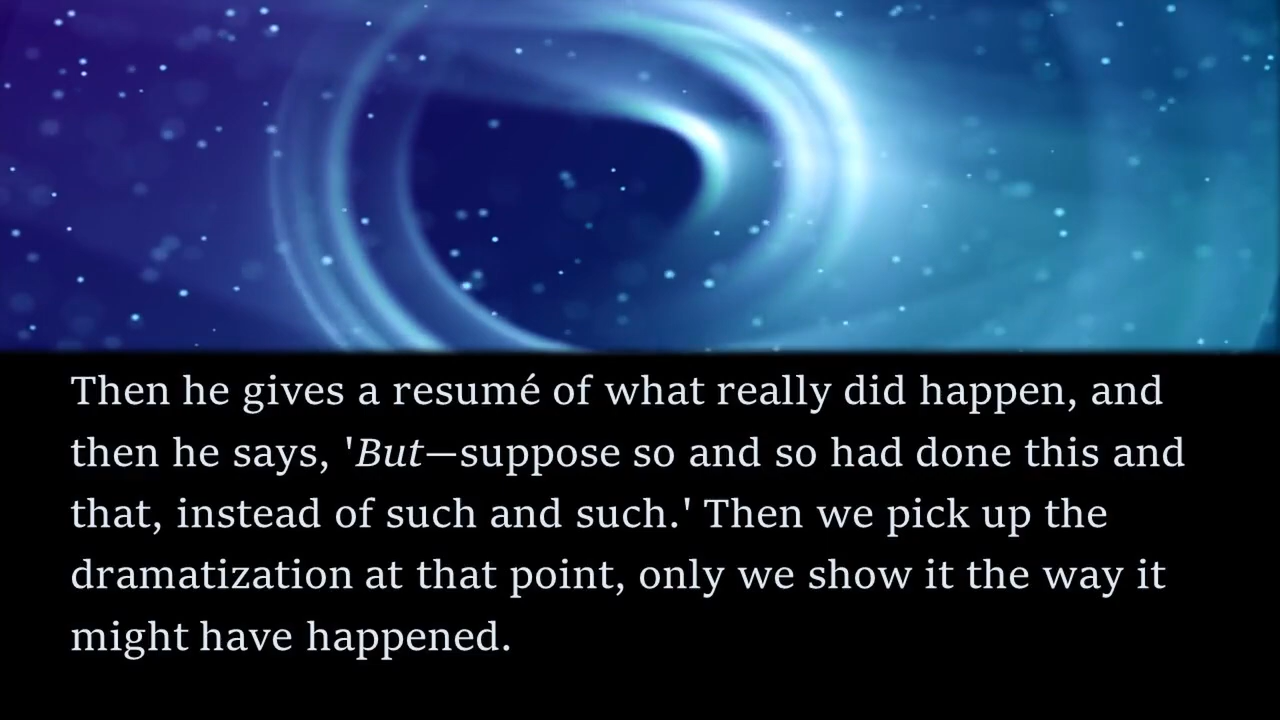 Then he gives a resumé of what really did happen, and
then he says, 'But—suppose so and so had done this and
that, instead of such and such.' Then we pick up the
dramatization at that point, only we show it the way it
might have happened.